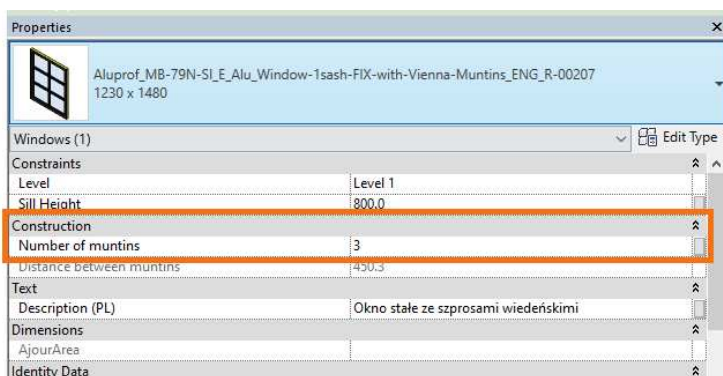 Properties
Aluprof_MB-79N-SI_E_Alu_Window-1sash-FIX-with-Vienna-Muntins_ENG_R-00207
1230 x 1480
Windows (1) Edit Type
Constraints
Level Level 1
Sill Height 800.0
Construction
Number of muntins 3
Distance between muntins 450.3
Text
Description (PL) Okno stałe ze szprosami wiedeńskimi
Dimensions
AjourArea
Identity Data